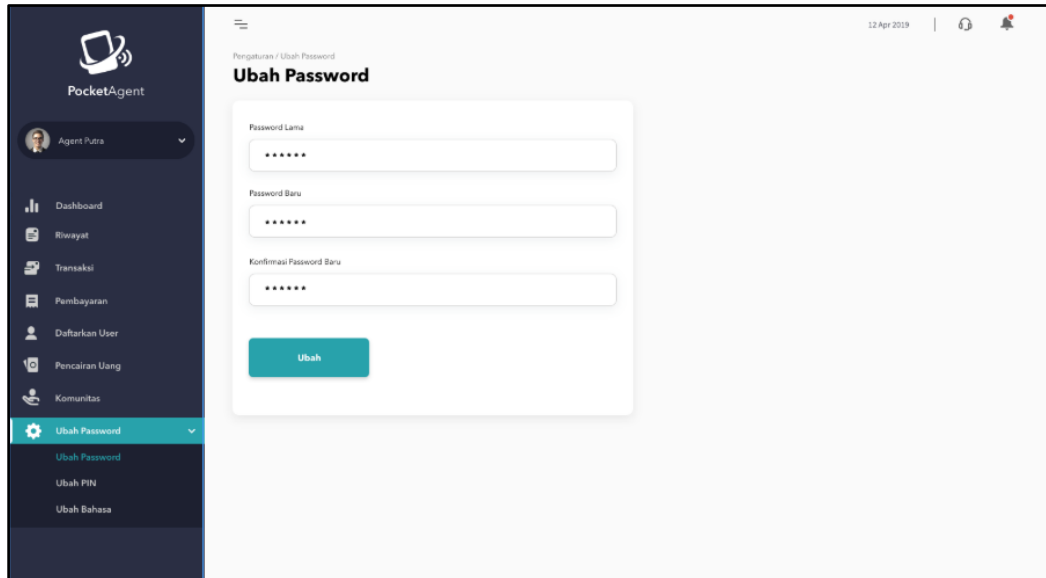 PocketAgent
Agent Putra
Dashboard
Riwayat
Transaksi
Pembayaran
Daftarkan User
Pencairan Uang
Komunitas
Ubah Password
Ubah Password
Ubah PIN
Ubah Bahasa
12 Apr 2019
Pengaturan / Ubah Password
Ubah Password
Password Lama
******
Password Baru
******
Konfirmasi Password Baru
******
Ubah